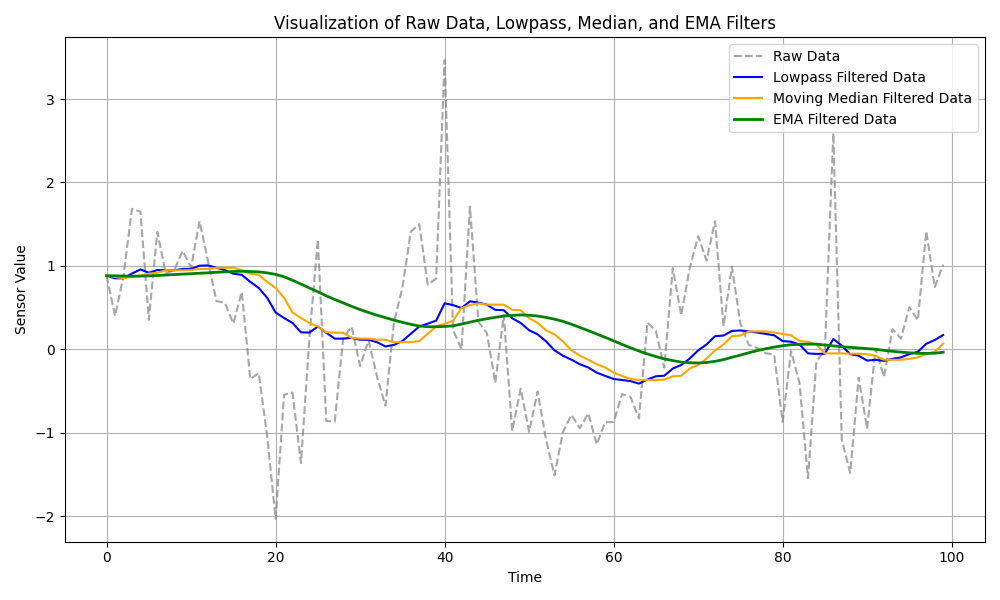 Visualization of Raw Data, Lowpass, Median, and EMA Filters
Raw Data
Lowpass Filtered Data
Moving Median Filtered Data
EMA Filtered Data
Sensor Value
3
2
1
0
−1
−2
0
20
40
60
80
100
Time